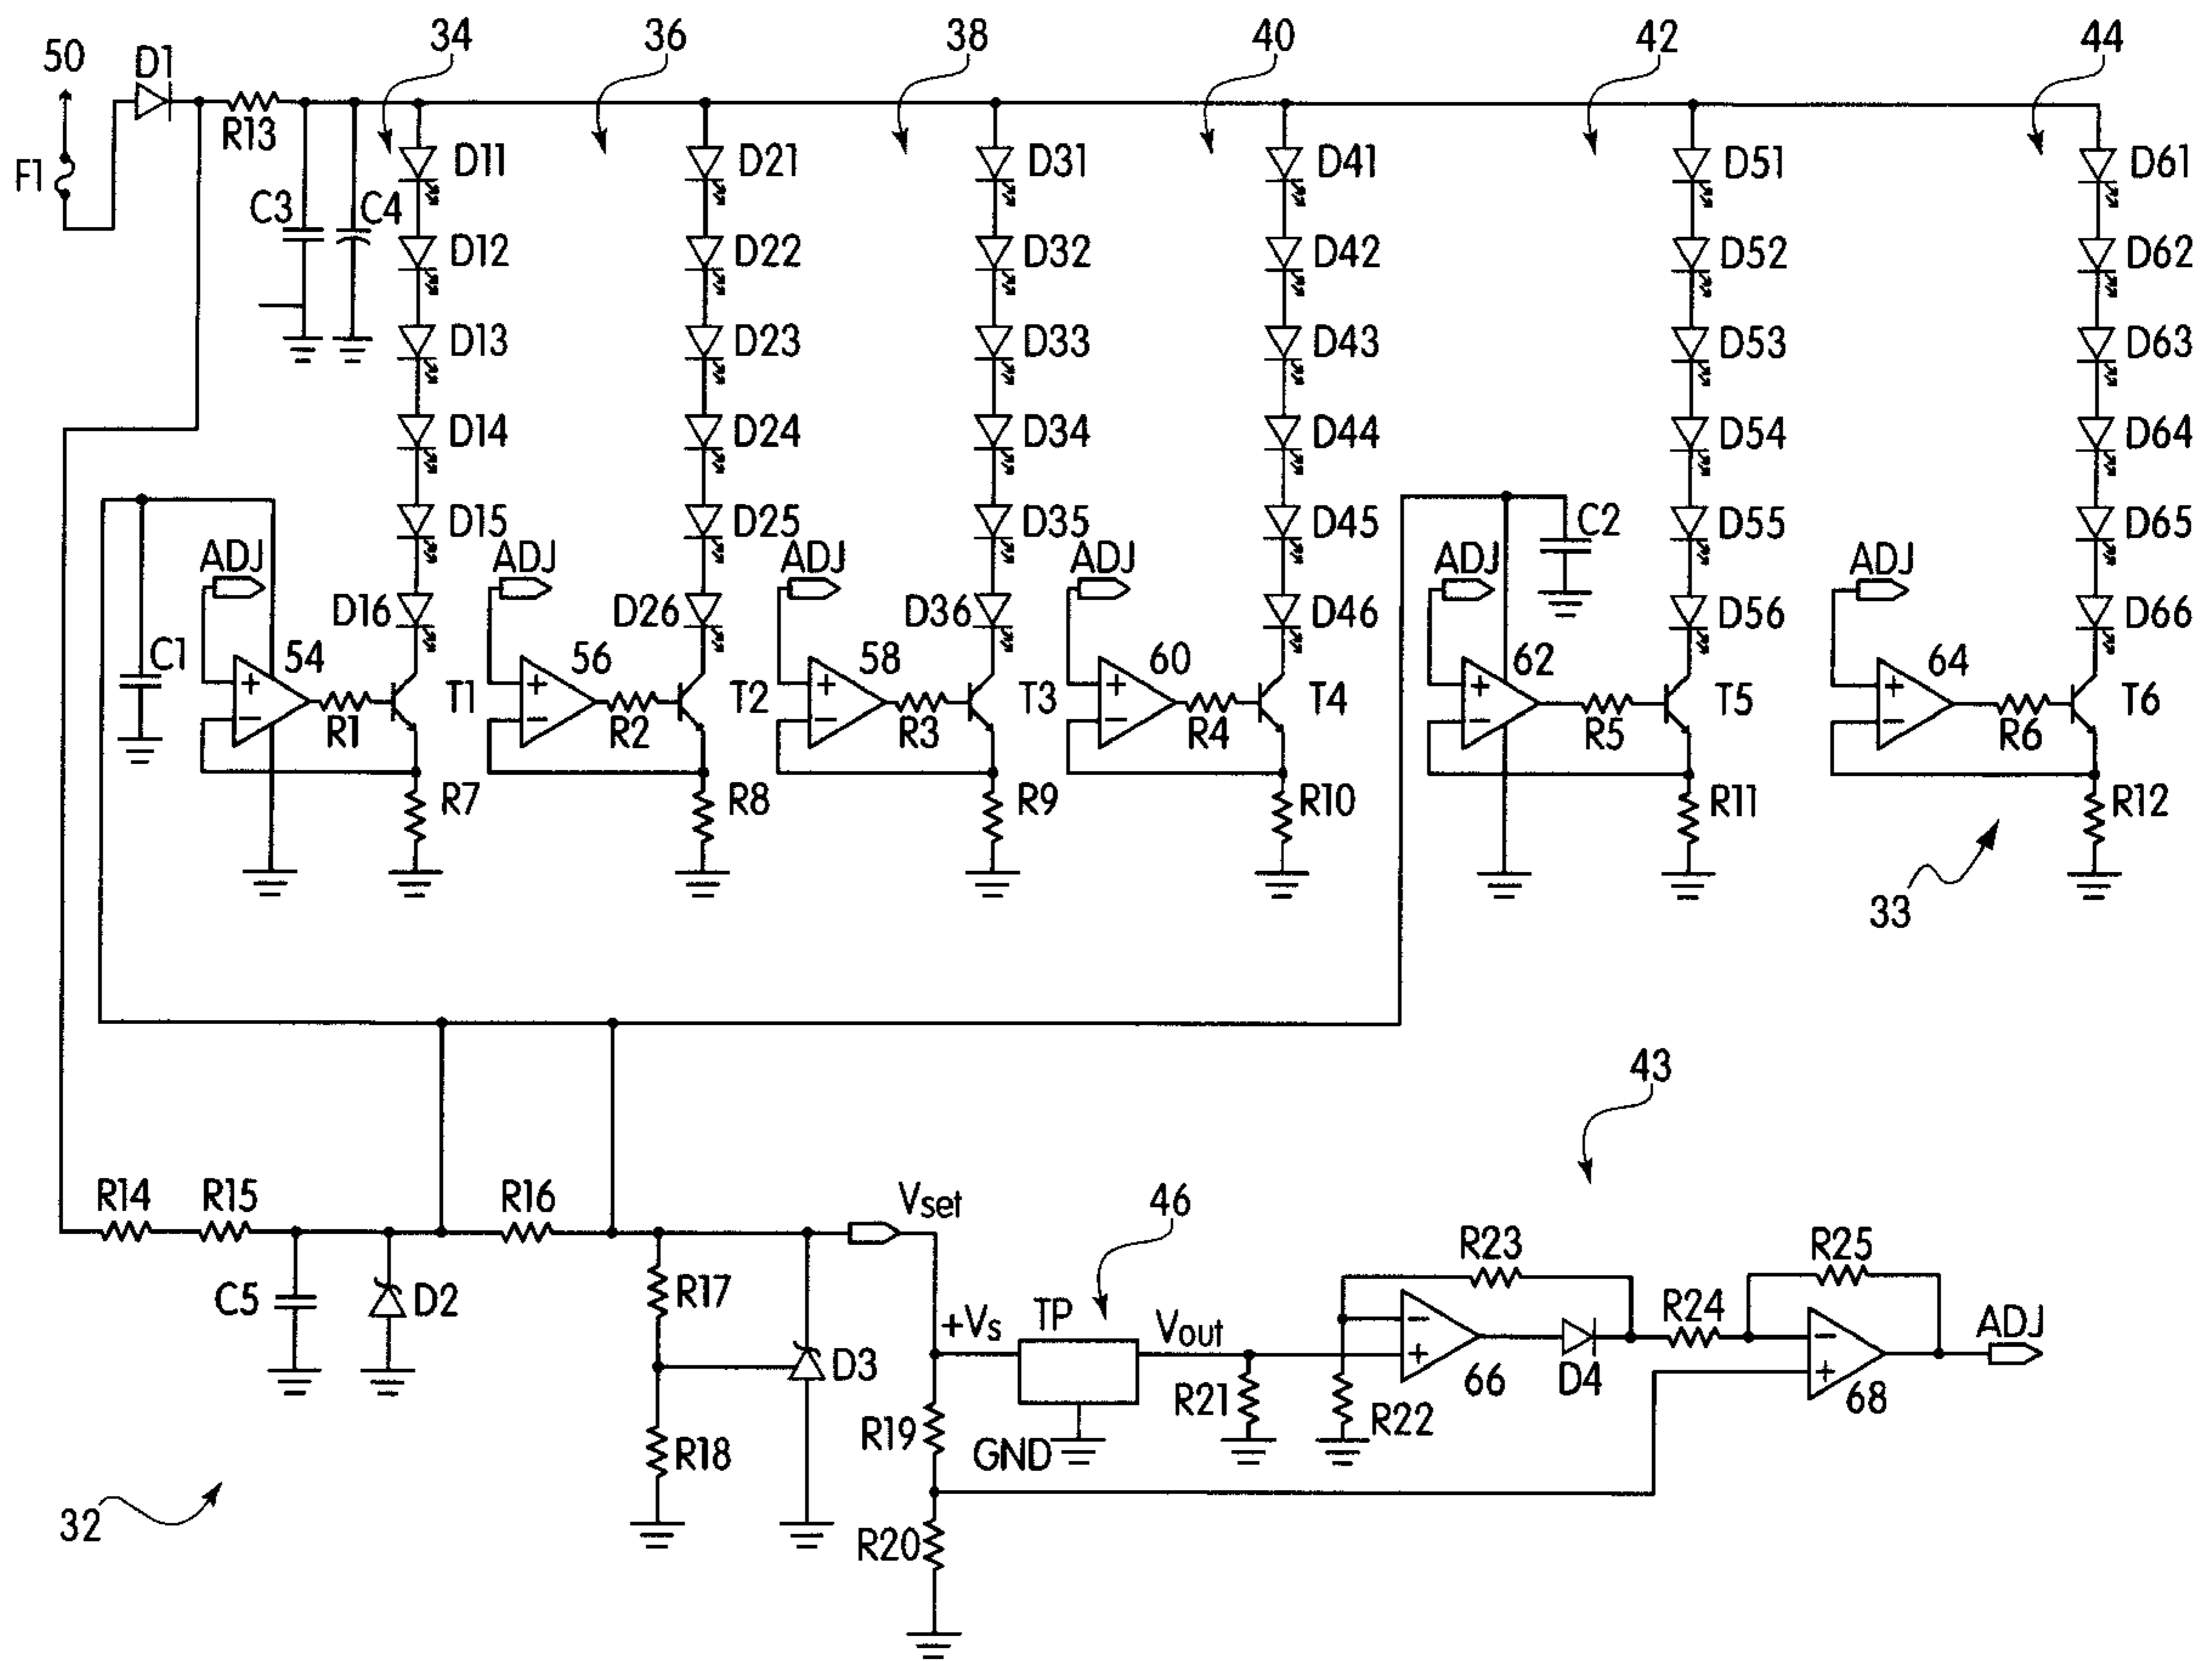 50 D1 34 36 38 40 42 44
F1 R13 D11 D21 D31 D41 D51 D61
C3 C4 D12 D22 D32 D42 D52 D62
D13 D23 D33 D43 D53 D63
D14 D24 D34 D44 D54 D64
D15 D25 D35 D45 C2 D55 D65
ADJ ADJ ADJ ADJ ADJ ADJ
D16 D26 D36 D46 D56 D66
C1 + 54 + 56 + 58 + 60 + 62 + 64
− R1 T1 − R2 T2 − R3 T3 − R4 T4 − R5 T5 − R6 T6
R7 R8 R9 R10 R11 R12
33
43
R14 R15 R16 Vset 46 R23 R25
C5 D2 R17 +Vs TP Vout R24 ADJ
D3 R21 − + 66 D4 − + 68
R18 R19 GND R22
32 R20